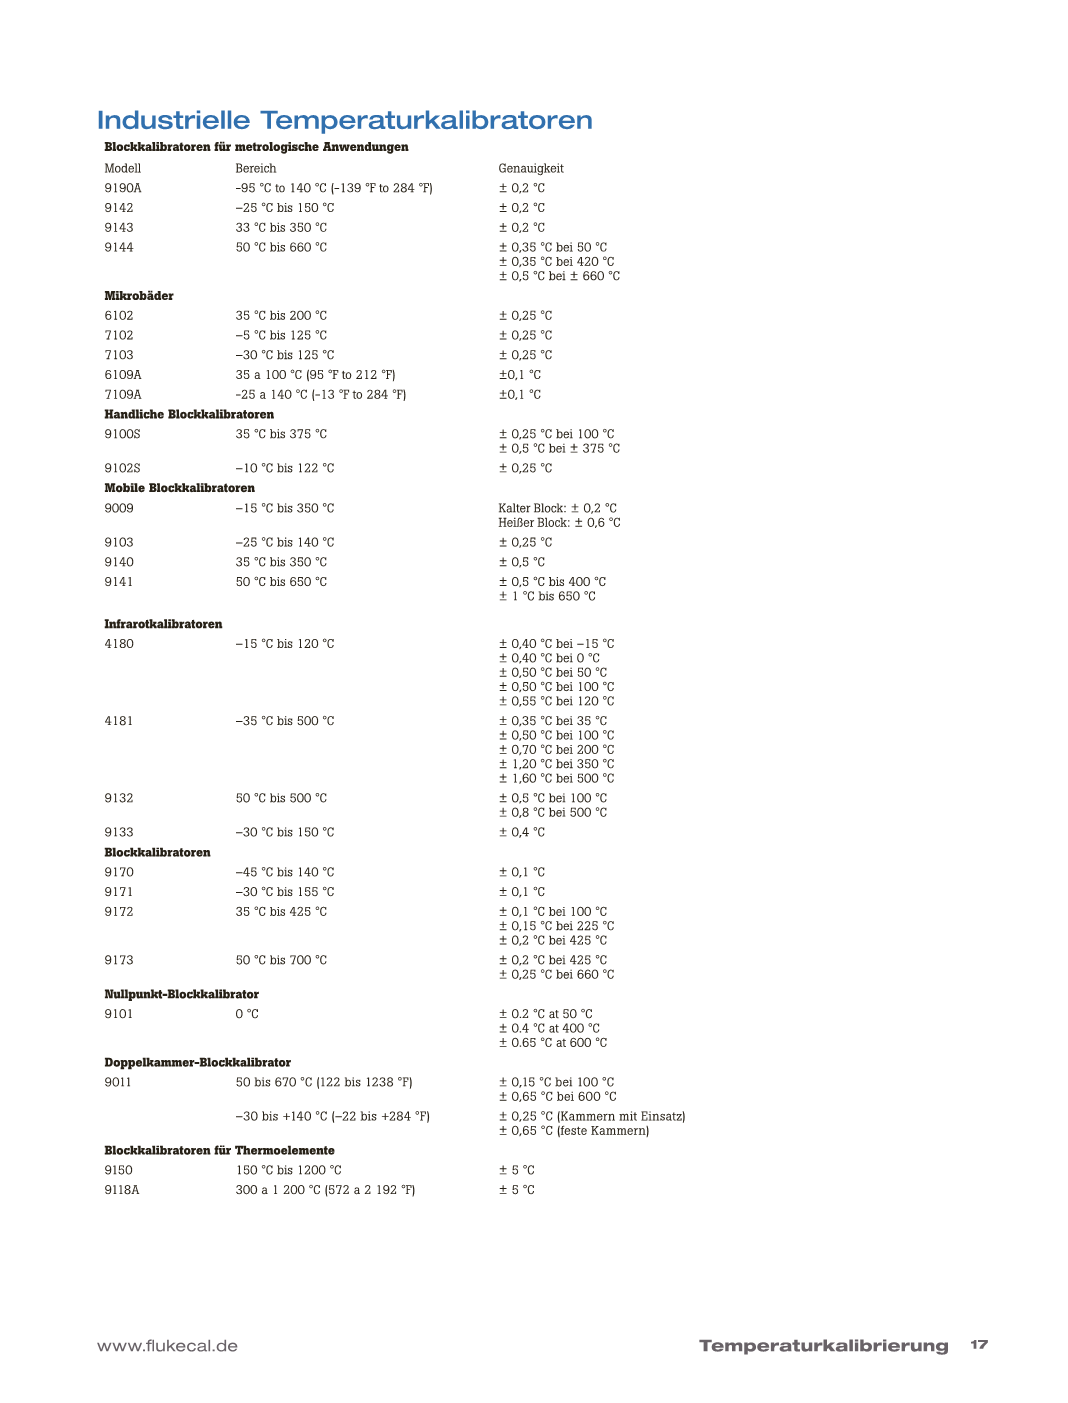 Industrielle Temperaturkalibratoren
Blockkalibratoren für metrologische Anwendungen
Modell Bereich Genauigkeit
9190A -95 °C to 140 °C (-139 °F to 284 °F) ± 0,2 °C
9142 –25 °C bis 150 °C ± 0,2 °C
9143 33 °C bis 350 °C ± 0,2 °C
9144 50 °C bis 660 °C ± 0,35 °C bei 50 °C
± 0,35 °C bei 420 °C
± 0,5 °C bei ± 660 °C
Mikrobäder
6102 35 °C bis 200 °C ± 0,25 °C
7102 –5 °C bis 125 °C ± 0,25 °C
7103 –30 °C bis 125 °C ± 0,25 °C
6109A 35 a 100 °C (95 °F to 212 °F) ±0,1 °C
7109A -25 a 140 °C (-13 °F to 284 °F) ±0,1 °C
Handliche Blockkalibratoren
9100S 35 °C bis 375 °C ± 0,25 °C bei 100 °C
± 0,5 °C bei ± 375 °C
9102S –10 °C bis 122 °C ± 0,25 °C
Mobile Blockkalibratoren
9009 –15 °C bis 350 °C Kalter Block: ± 0,2 °C
Heißer Block: ± 0,6 °C
9103 –25 °C bis 140 °C ± 0,25 °C
9140 35 °C bis 350 °C ± 0,5 °C
9141 50 °C bis 650 °C ± 0,5 °C bis 400 °C
± 1 °C bis 650 °C
Infrarotkalibratoren
4180 –15 °C bis 120 °C ± 0,40 °C bei –15 °C
± 0,40 °C bei 0 °C
± 0,50 °C bei 50 °C
± 0,50 °C bei 100 °C
± 0,55 °C bei 120 °C
4181 –35 °C bis 500 °C ± 0,35 °C bei 35 °C
± 0,50 °C bei 100 °C
± 0,70 °C bei 200 °C
± 1,20 °C bei 350 °C
± 1,60 °C bei 500 °C
9132 50 °C bis 500 °C ± 0,5 °C bei 100 °C
± 0,8 °C bei 500 °C
9133 –30 °C bis 150 °C ± 0,4 °C
Blockkalibratoren
9170 –45 °C bis 140 °C ± 0,1 °C
9171 –30 °C bis 155 °C ± 0,1 °C
9172 35 °C bis 425 °C ± 0,1 °C bei 100 °C
± 0,15 °C bei 225 °C
± 0,2 °C bei 425 °C
9173 50 °C bis 700 °C ± 0,2 °C bei 425 °C
± 0,25 °C bei 660 °C
Nullpunkt-Blockkalibrator
9101 0 °C ± 0.2 °C at 50 °C
± 0.4 °C at 400 °C
± 0.65 °C at 600 °C
Doppelkammer-Blockkalibrator
9011 50 bis 670 °C (122 bis 1238 °F) ± 0,15 °C bei 100 °C
± 0,65 °C bei 600 °C
–30 bis +140 °C (–22 bis +284 °F) ± 0,25 °C (Kammern mit Einsatz)
± 0,65 °C (feste Kammern)
Blockkalibratoren für Thermoelemente
9150 150 °C bis 1200 °C ± 5 °C
9118A 300 a 1 200 °C (572 a 2 192 °F) ± 5 °C
www.flukecal.de Temperaturkalibrierung 17